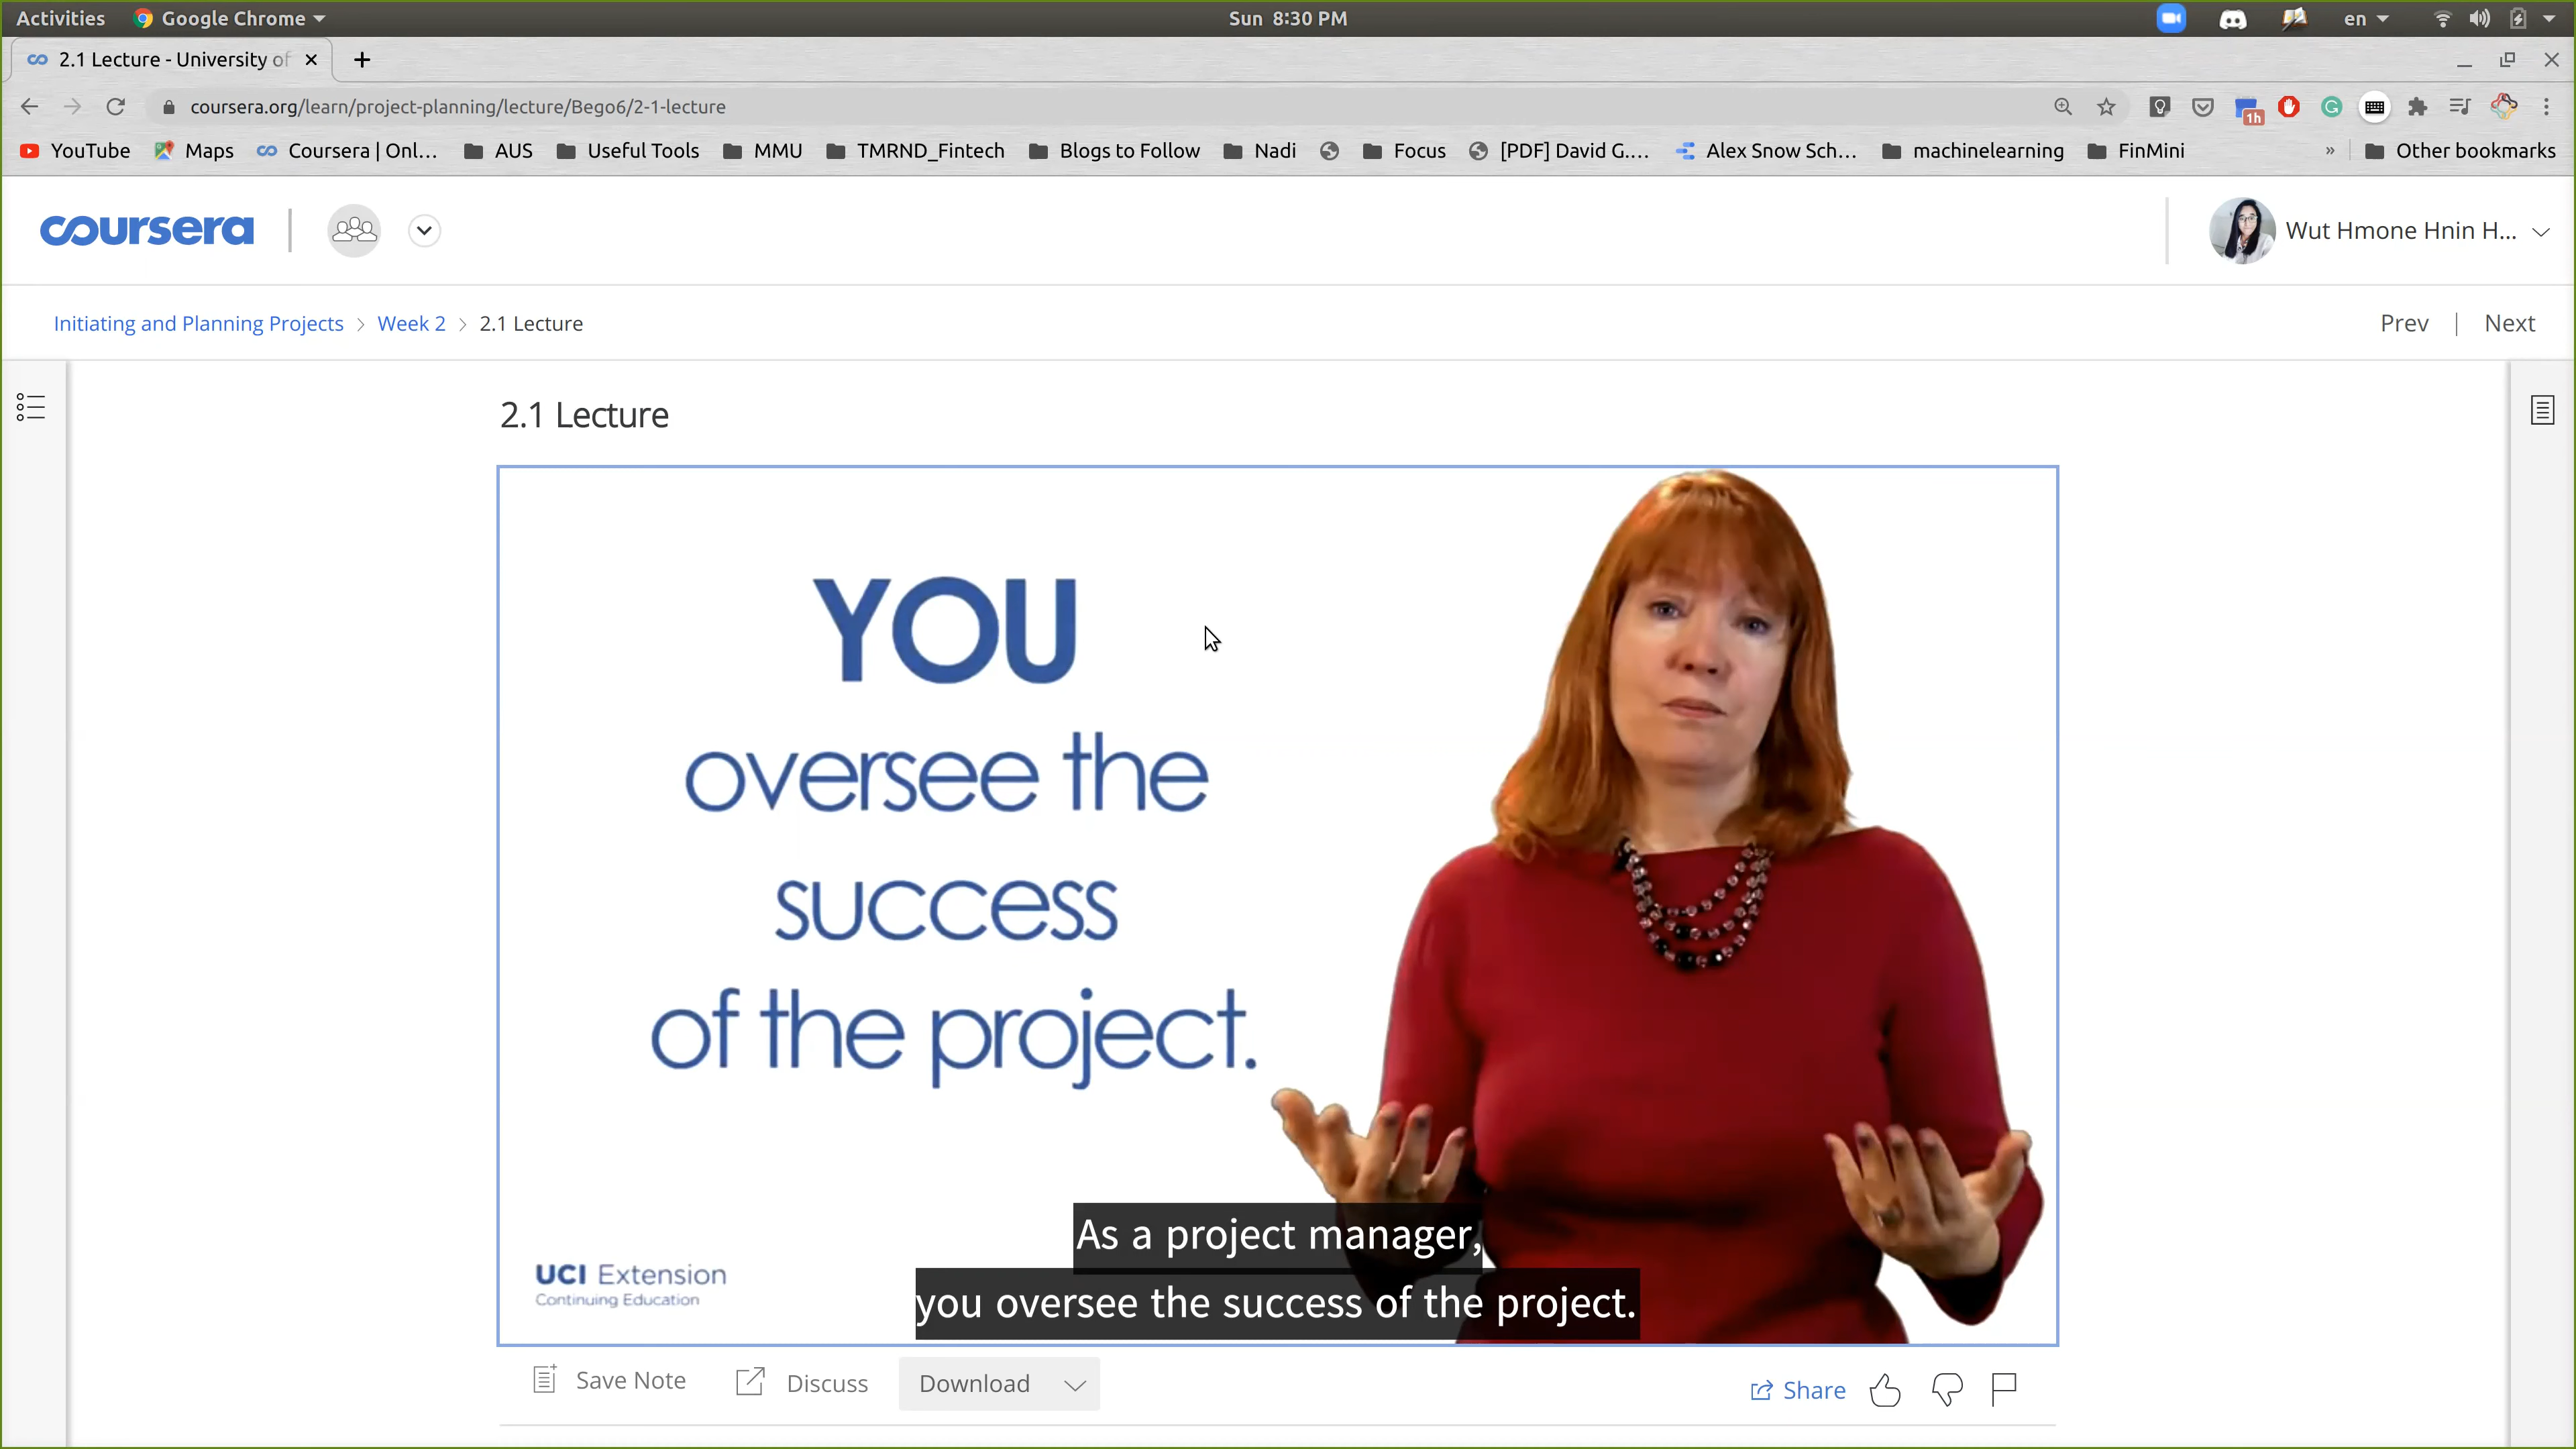 Activities Google Chrome Sun 8:30 PM en
2.1 Lecture - University of
coursera.org/learn/project-planning/lecture/Bego6/2-1-lecture 1h
YouTube Maps Coursera | Onl... AUS Useful Tools MMU TMRND_Fintech Blogs to Follow Nadi Focus [PDF] David G.... Alex Snow Sch... machinelearning FinMini » Other bookmarks
coursera Wut Hmone Hnin H...
Initiating and Planning Projects > Week 2 > 2.1 Lecture Prev | Next
2.1 Lecture
YOU
oversee the
success
of the project.
As a project manager,
you oversee the success of the project.
UCI Extension
Continuing Education
Save Note Discuss Download Share